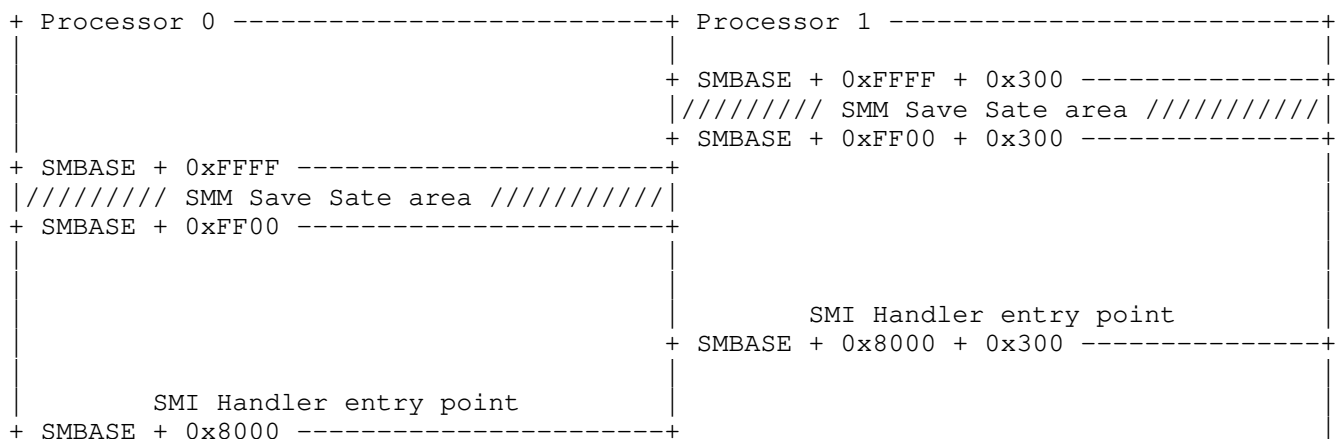 + Processor 0 ---------------------------+ Processor 1 ---------------------------+
+ SMBASE + 0xFFFF + 0x300 ---------------+
|///////// SMM Save Sate area ///////////|
+ SMBASE + 0xFF00 + 0x300 ---------------+
+ SMBASE + 0xFFFF -----------------------+
|///////// SMM Save Sate area ///////////|
+ SMBASE + 0xFF00 -----------------------+
SMI Handler entry point
+ SMBASE + 0x8000 + 0x300 ---------------+
SMI Handler entry point
+ SMBASE + 0x8000 -----------------------+